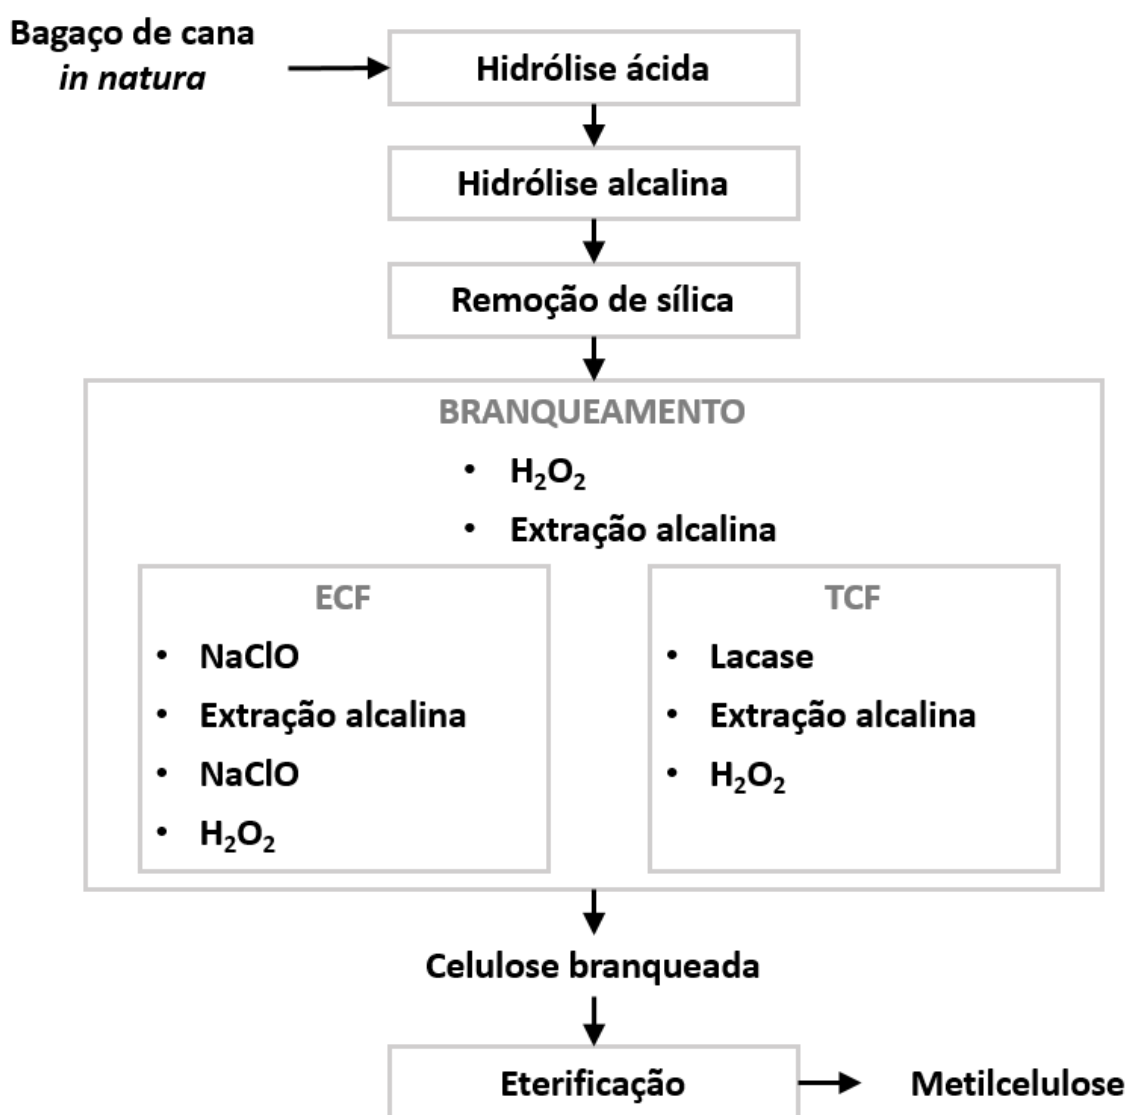 Bagaço de cana
in natura
Hidrólise ácida
Hidrólise alcalina
Remoção de sílica
BRANQUEAMENTO
• H₂O₂
• Extração alcalina
ECF
• NaClO
• Extração alcalina
• NaClO
• H₂O₂
TCF
• Lacase
• Extração alcalina
• H₂O₂
Celulose branqueada
Eterificação
Metilcelulose